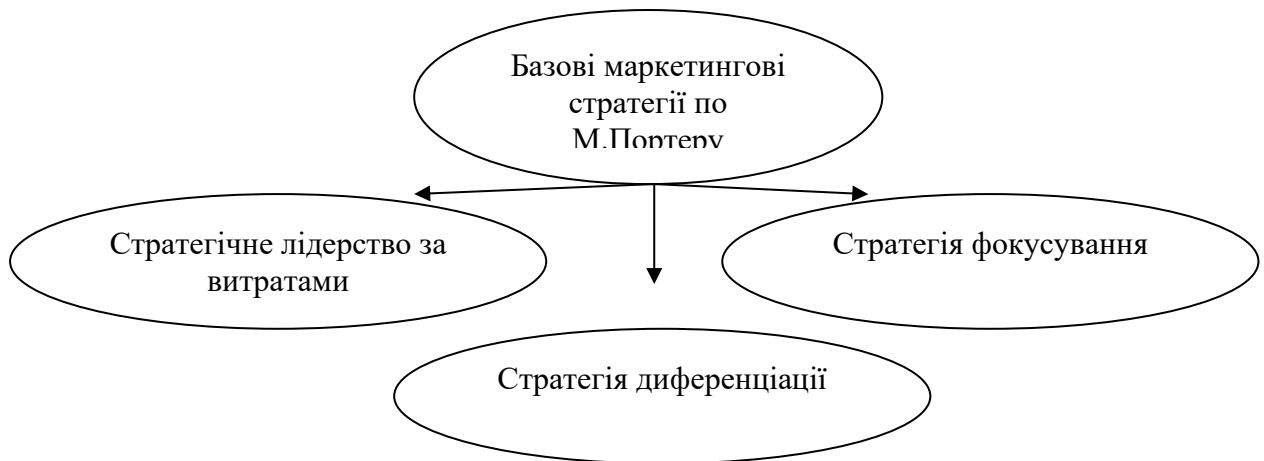 Базові маркетингові
стратегії по
М.Портеру
Стратегічне лідерство за
витратами
Стратегія фокусування
Стратегія диференціації